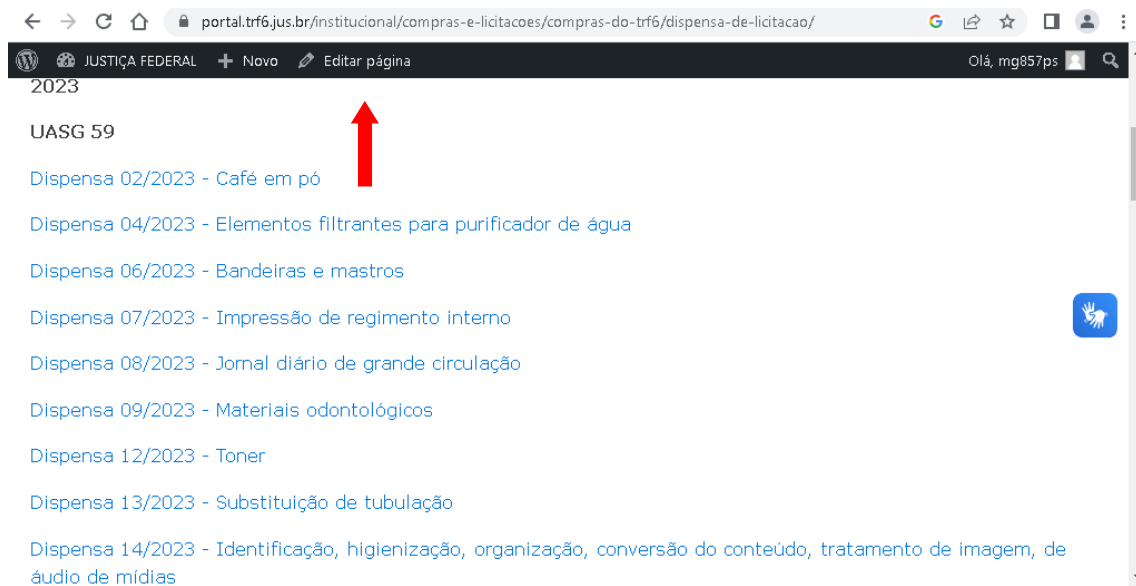 portal.trf6.jus.br/institucional/compras-e-licitacoes/compras-do-trf6/dispensa-de-licitacao/
JUSTIÇA FEDERAL + Novo Editar página Olá, mg857ps
2023
UASG 59
Dispensa 02/2023 - Café em pó
Dispensa 04/2023 - Elementos filtrantes para purificador de água
Dispensa 06/2023 - Bandeiras e mastros
Dispensa 07/2023 - Impressão de regimento interno
Dispensa 08/2023 - Jornal diário de grande circulação
Dispensa 09/2023 - Materiais odontológicos
Dispensa 12/2023 - Toner
Dispensa 13/2023 - Substituição de tubulação
Dispensa 14/2023 - Identificação, higienização, organização, conversão do conteúdo, tratamento de imagem, de
áudio de mídias